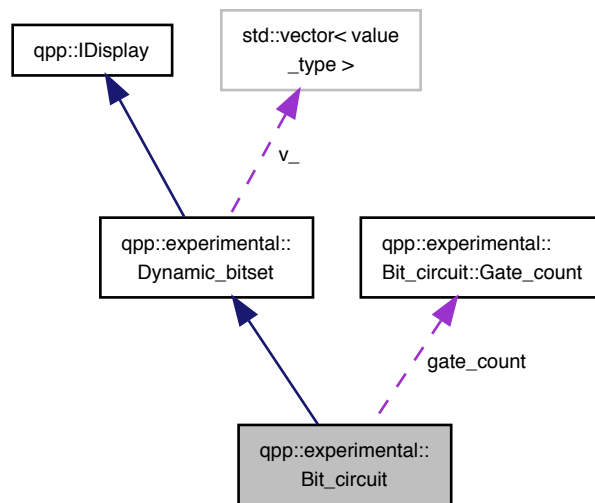 qpp::IDisplay
std::vector< value
_type >
v_
qpp::experimental::
Dynamic_bitset
qpp::experimental::
Bit_circuit::Gate_count
gate_count
qpp::experimental::
Bit_circuit